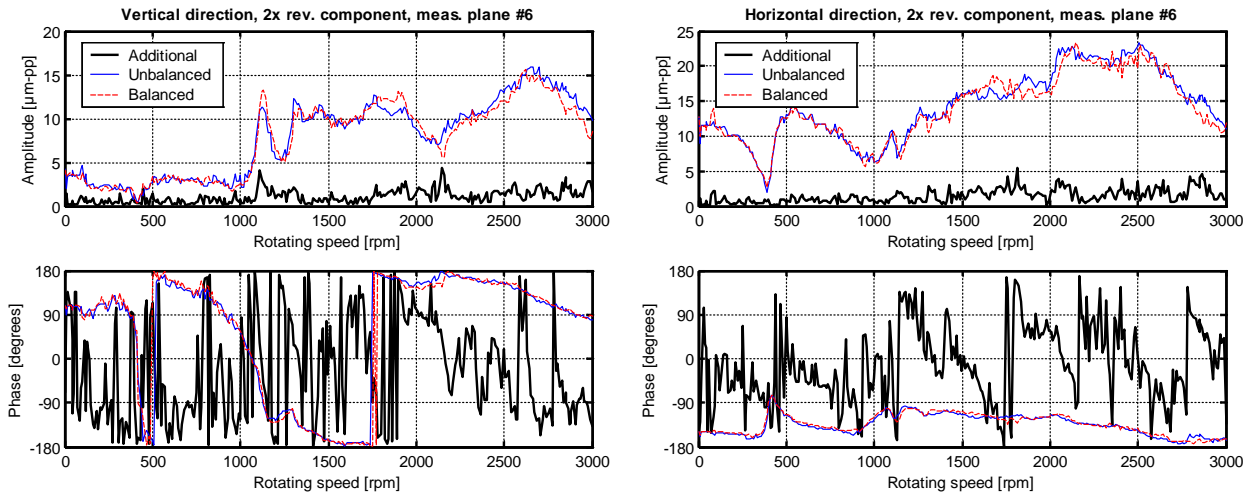 Vertical direction, 2x rev. component, meas. plane #6
Amplitude [µm-pp]
20
15
10
5
0
Additional
Unbalanced
Balanced
0 500 1000 1500 2000 2500 3000
Rotating speed [rpm]
Phase [degrees]
180
90
0
-90
-180
0 500 1000 1500 2000 2500 3000
Rotating speed [rpm]
Horizontal direction, 2x rev. component, meas. plane #6
Amplitude [µm-pp]
25
20
15
10
5
0
Additional
Unbalanced
Balanced
0 500 1000 1500 2000 2500 3000
Rotating speed [rpm]
Phase [degrees]
180
90
0
-90
-180
0 500 1000 1500 2000 2500 3000
Rotating speed [rpm]